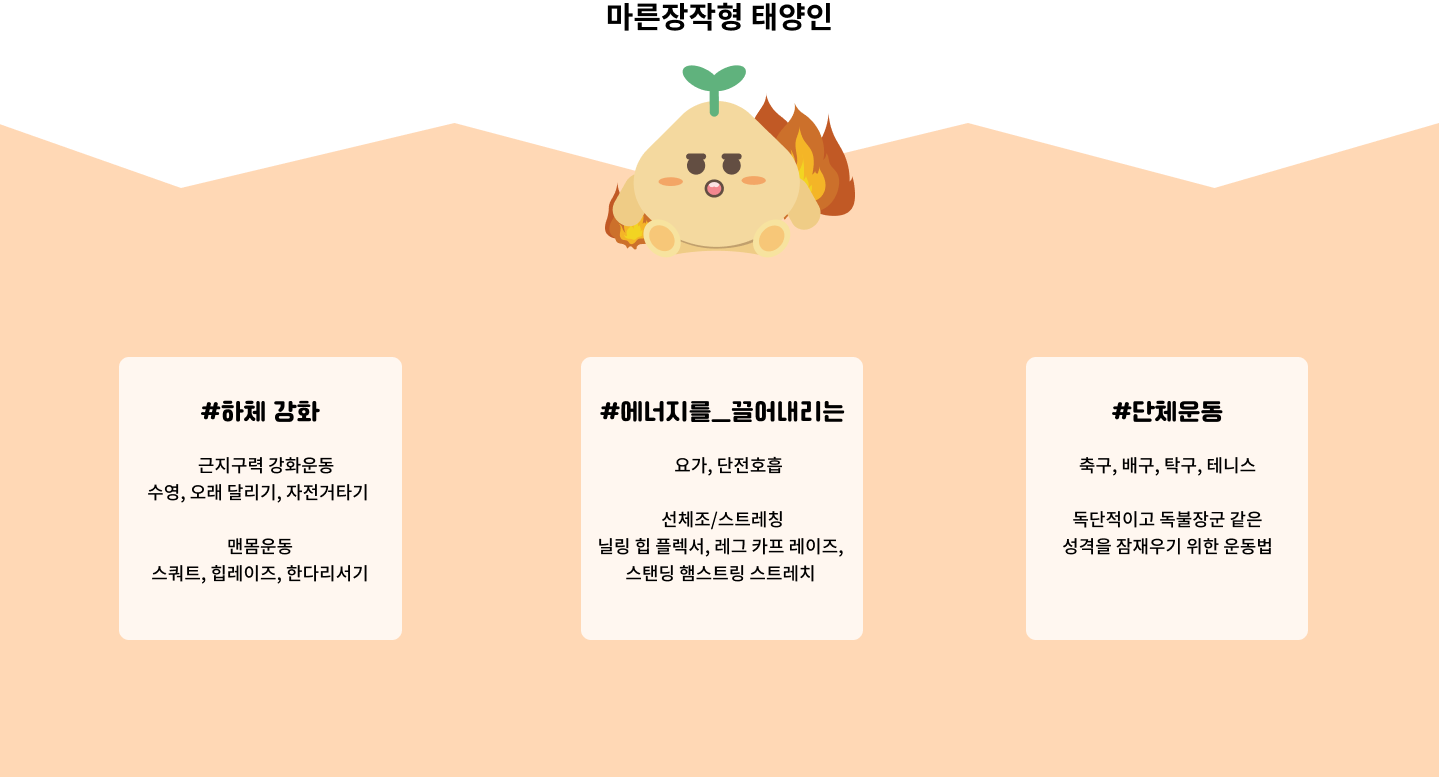 마른장작형 태양인
#하체 강화
근지구력 강화운동
수영, 오래 달리기, 자전거타기
맨몸운동
스쿼트, 힙레이즈, 한다리서기
#에너지를_끌어내리는
요가, 단전호흡
선체조/스트레칭
닐링 힙 플렉서, 레그 카프 레이즈,
스탠딩 햄스트링 스트레치
#단체운동
축구, 배구, 탁구, 테니스
독단적이고 독불장군 같은
성격을 잠재우기 위한 운동법